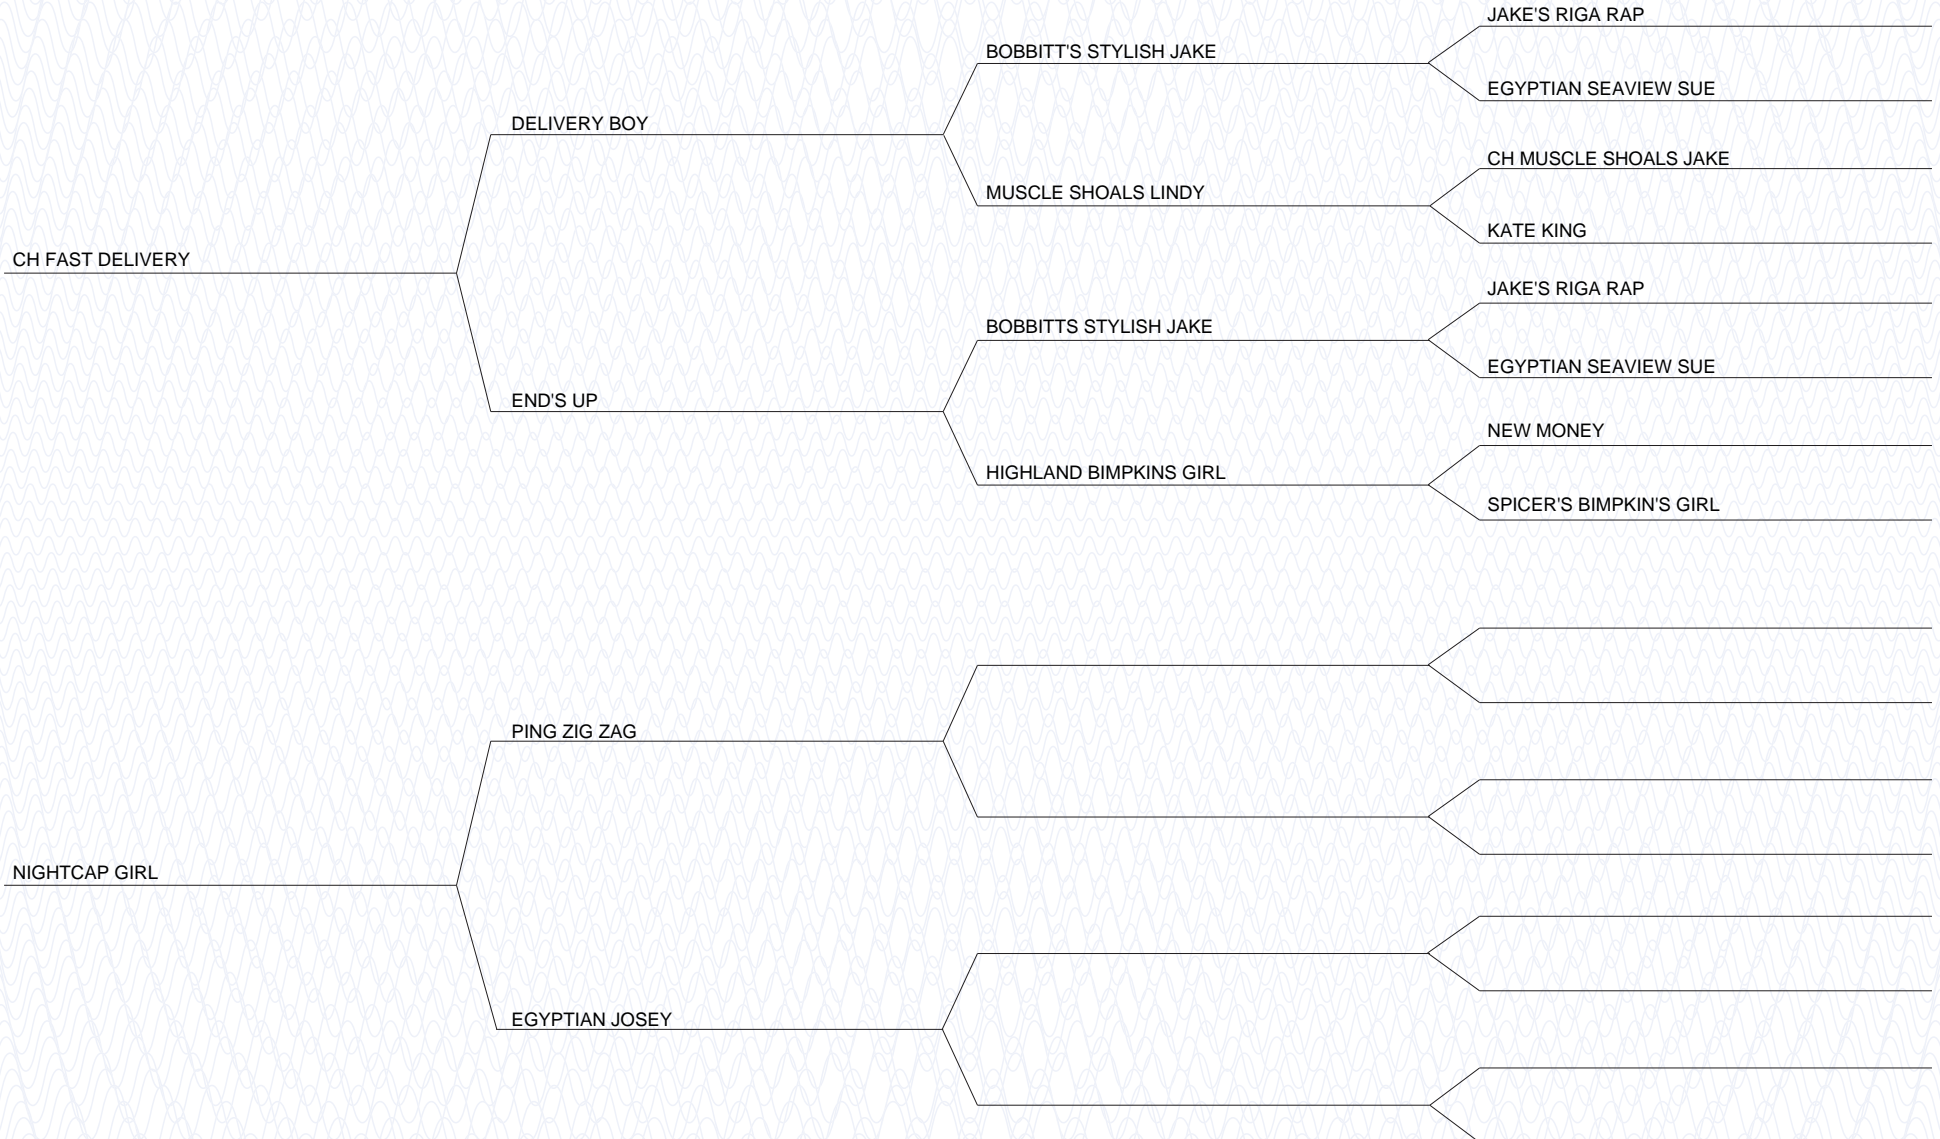 JAKE'S RIGA RAP
BOBBITT'S STYLISH JAKE
EGYPTIAN SEAVIEW SUE
DELIVERY BOY
CH MUSCLE SHOALS JAKE
MUSCLE SHOALS LINDY
KATE KING
CH FAST DELIVERY
JAKE'S RIGA RAP
BOBBITTS STYLISH JAKE
EGYPTIAN SEAVIEW SUE
END'S UP
NEW MONEY
HIGHLAND BIMPKINS GIRL
SPICER'S BIMPKIN'S GIRL
PING ZIG ZAG
NIGHTCAP GIRL
EGYPTIAN JOSEY